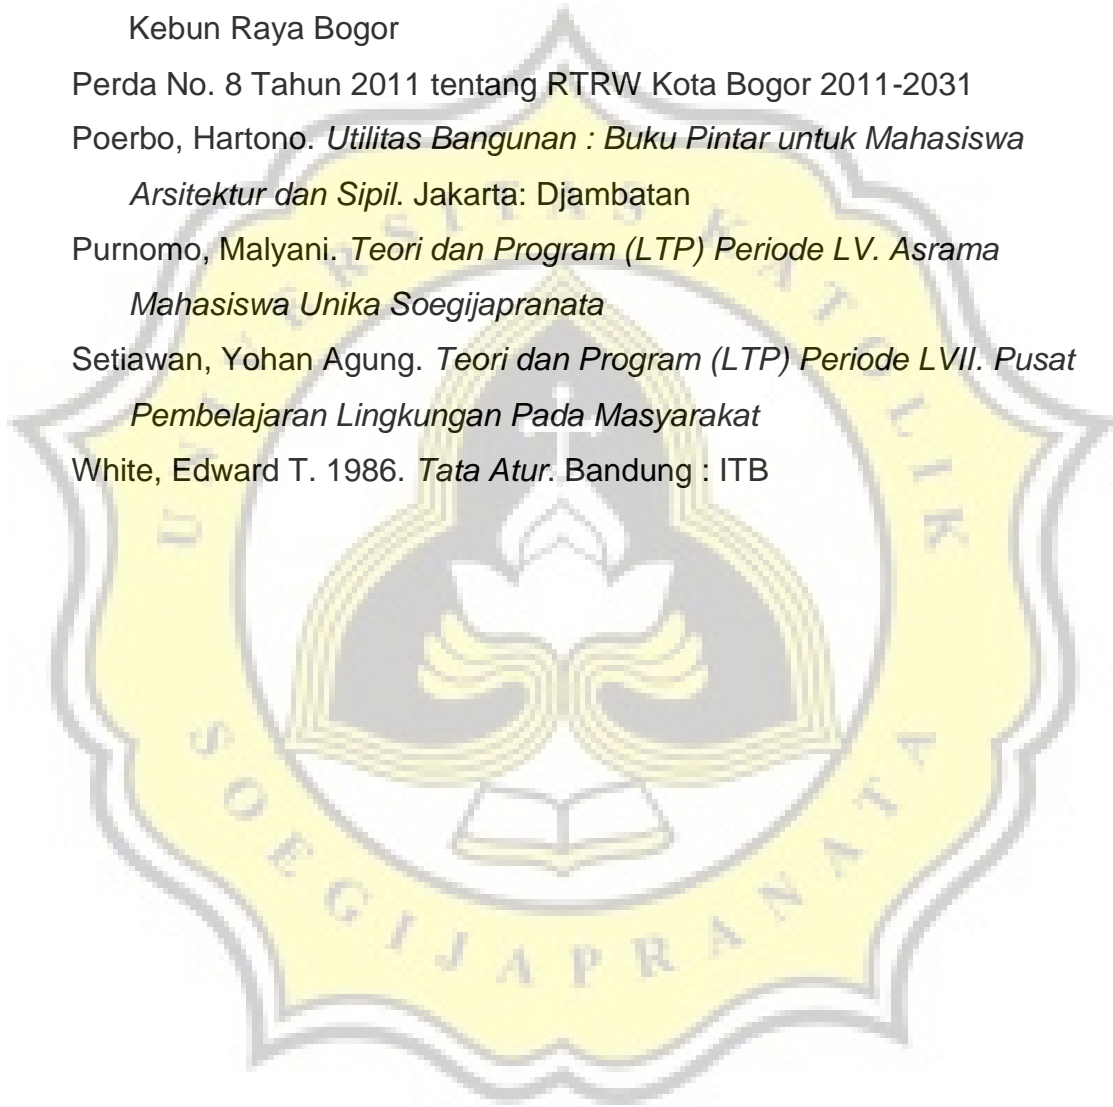 Kebun Raya Bogor
Perda No. 8 Tahun 2011 tentang RTRW Kota Bogor 2011-2031
Poerbo, Hartono. Utilitas Bangunan : Buku Pintar untuk Mahasiswa
Arsitektur dan Sipil. Jakarta: Djambatan
Purnomo, Malyani. Teori dan Program (LTP) Periode LV. Asrama
Mahasiswa Unika Soegijapranata
Setiawan, Yohan Agung. Teori dan Program (LTP) Periode LVII. Pusat
Pembelajaran Lingkungan Pada Masyarakat
White, Edward T. 1986. Tata Atur. Bandung : ITB
UNIVERSITAS KATOLIK
SOEGIJAPRANATA